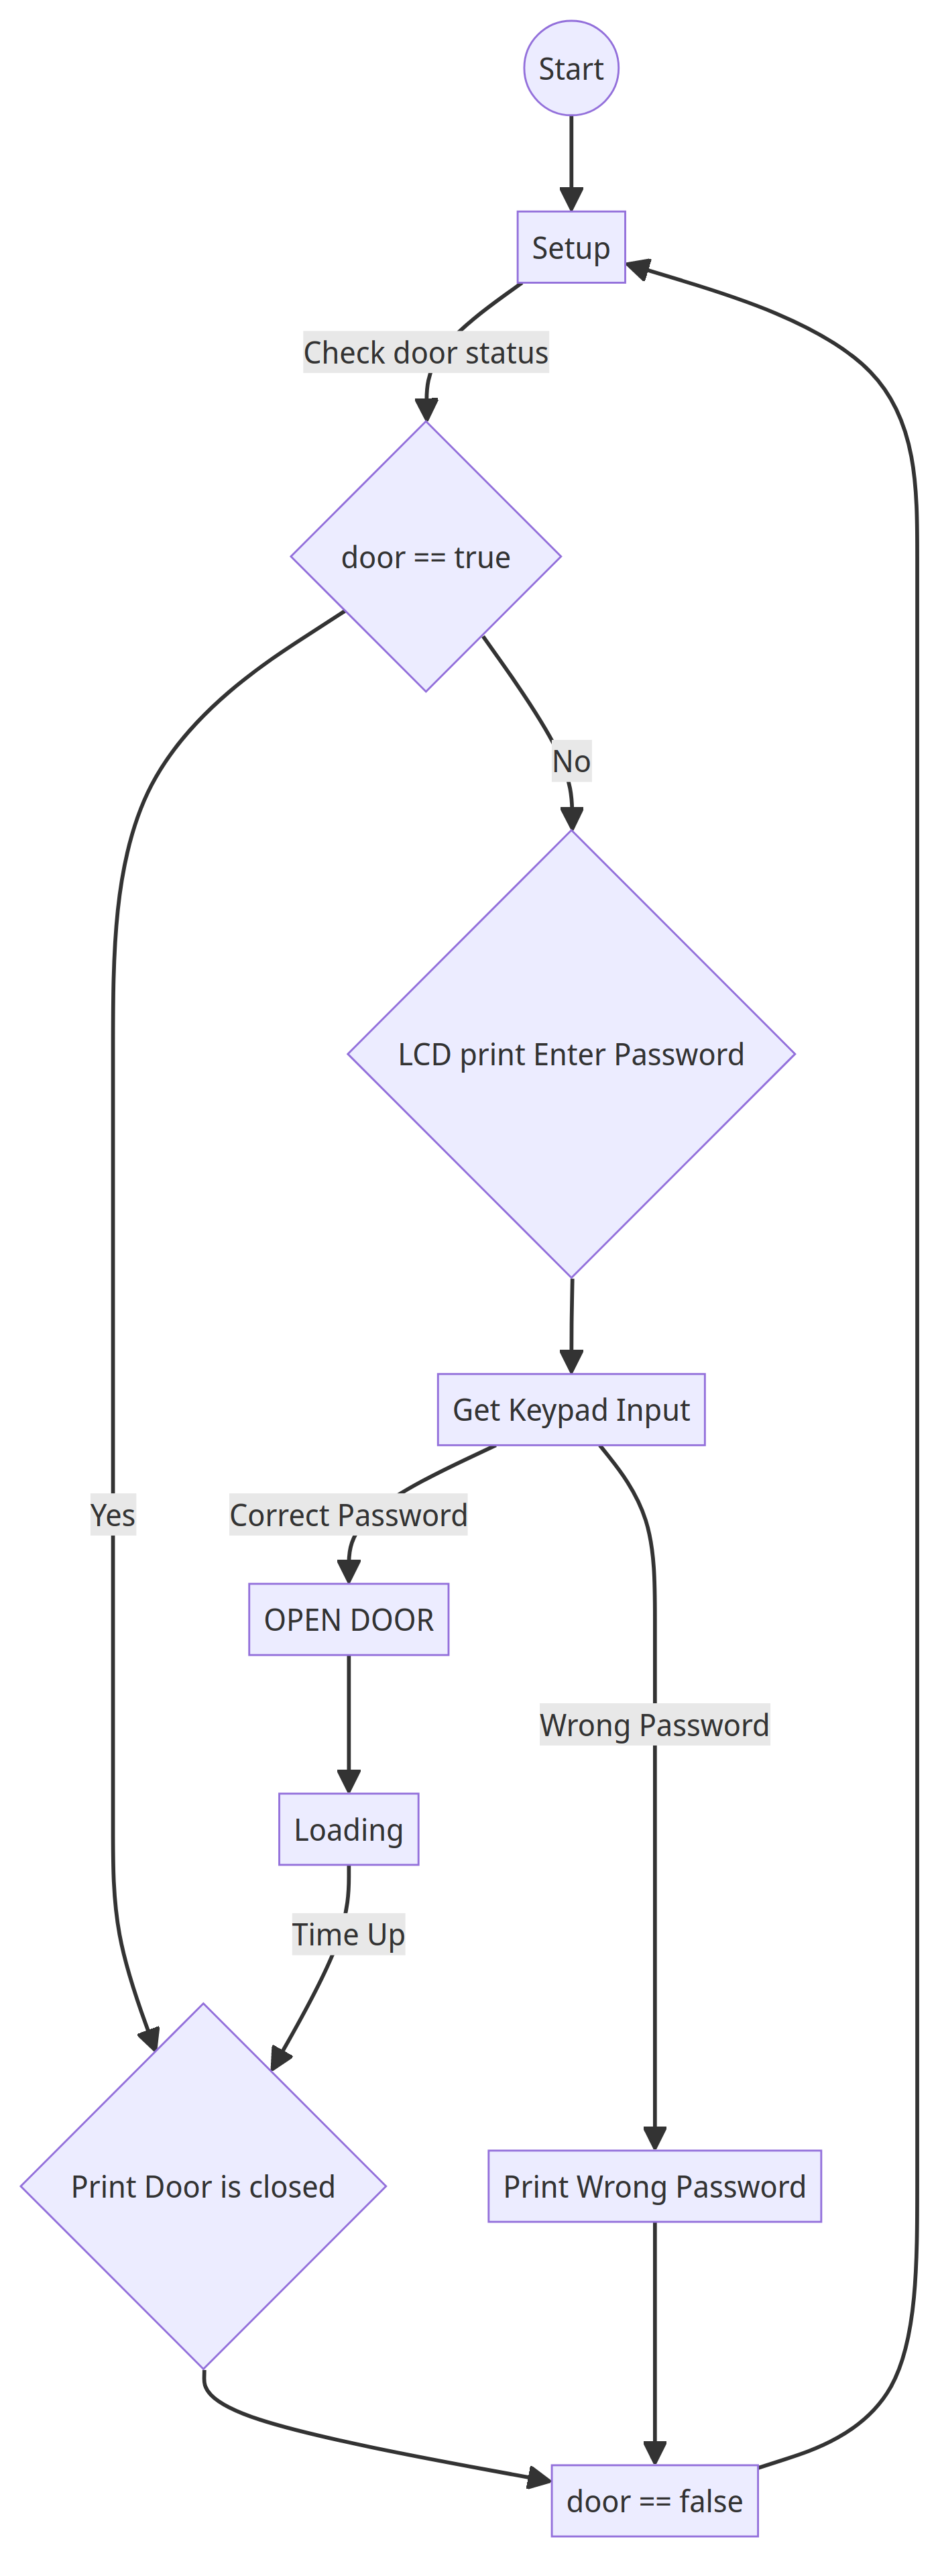 Start
Setup
Check door status
door == true
No
LCD print Enter Password
Get Keypad Input
Yes
Correct Password
OPEN DOOR
Wrong Password
Loading
Time Up
Print Door is closed
Print Wrong Password
door == false